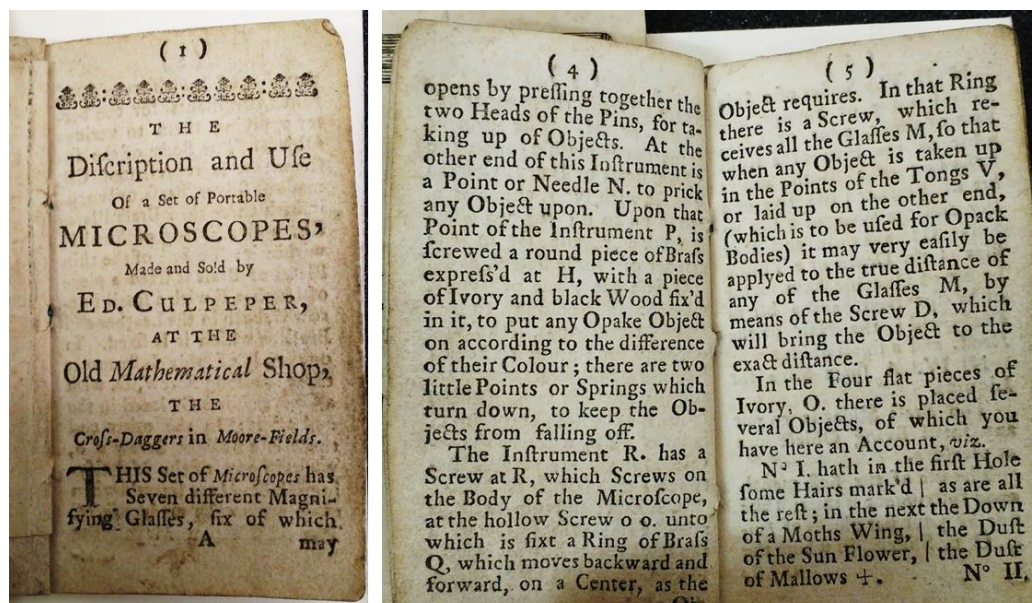 ( 1 )
THE
Diſcription and Uſe
Of a Set of Portable
MICROSCOPES,
Made and Sold by
ED. CULPEPER,
AT THE
Old Mathematical Shop,
THE
Croſs-Daggers in Moore-Fields.
THIS Set of Microſcopes has
Seven different Magni-
fying Glaſſes, ſix of which
A may
( 4 )
opens by preſſing together the
two Heads of the Pins, for ta-
king up of Objects. At the
other end of this Inſtrument is
a Point or Needle N. to prick
any Object upon. Upon that
Point of the Inſtrument P, is
ſcrewed a round piece of Braſs
expreſs'd at H, with a piece
of Ivory and black Wood fix'd
in it, to put any Opake Object
on according to the difference
of their Colour ; there are two
little Points or Springs which
turn down, to keep the Ob-
jects from falling off.
The Inſtrument R. has a
Screw at R, which Screws on
the Body of the Microſcope,
at the hollow Screw o o. unto
which is fixt a Ring of Braſs
Q, which moves backward and
forward, on a Center, as the
Ob-
( 5 )
Object requires. In that Ring
there is a Screw, which re-
ceives all the Glaſſes M, ſo that
when any Object is taken up
in the Points of the Tongs V,
or laid up on the other end,
(which is to be uſed for Opack
Bodies) it may very eaſily be
applyed to the true diſtance of
any of the Glaſſes M, by
means of the Screw D, which
will bring the Object to the
exact diſtance.
In the Four flat pieces of
Ivory, O. there is placed ſe-
veral Objects, of which you
have here an Account, viz.
Nº I. hath in the firſt Hole
ſome Hairs mark'd | as are all
the reſt ; in the next the Down
of a Moths Wing, | the Duſt
of the Sun Flower, | the Duſt
of Mallows +. Nº II.